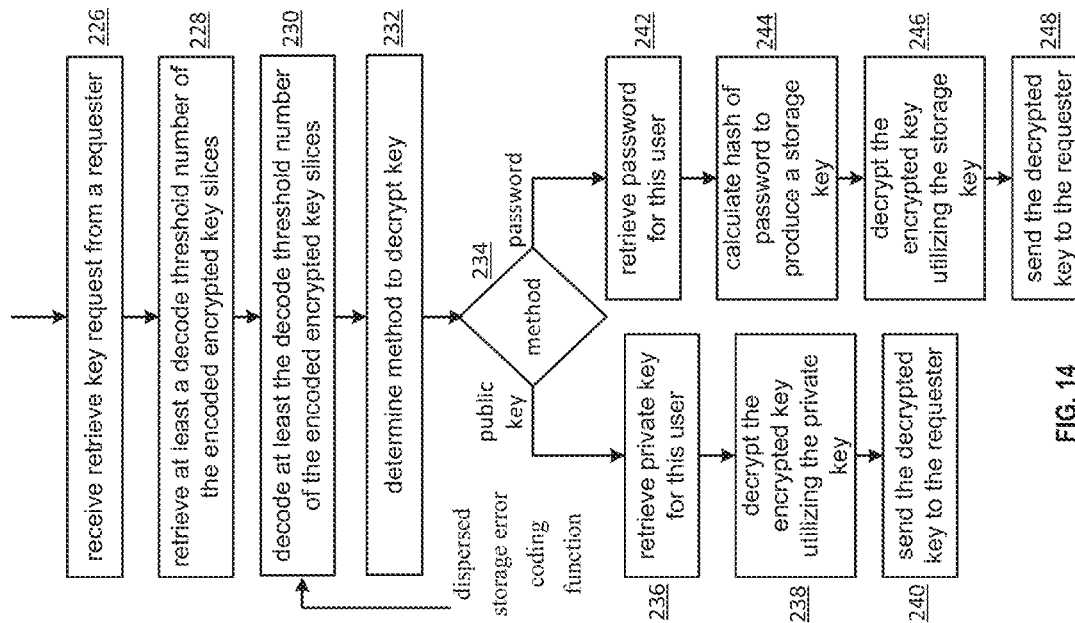 226
receive retrieve key request from a requester
228
retrieve at least a decode threshold number of
the encoded encrypted key slices
230
decode at least the decode threshold number
of the encoded encrypted key slices
dispersed
storage error
coding
function
232
determine method to decrypt key
234
method
public
key
password
236
retrieve private key
for this user
238
decrypt the
encrypted key
utilizing the private
key
240
send the decrypted
key to the requester
242
retrieve password
for this user
244
calculate hash of
password to
produce a storage
key
246
decrypt the
encrypted key
utilizing the storage
key
248
send the decrypted
key to the requester
FIG. 14